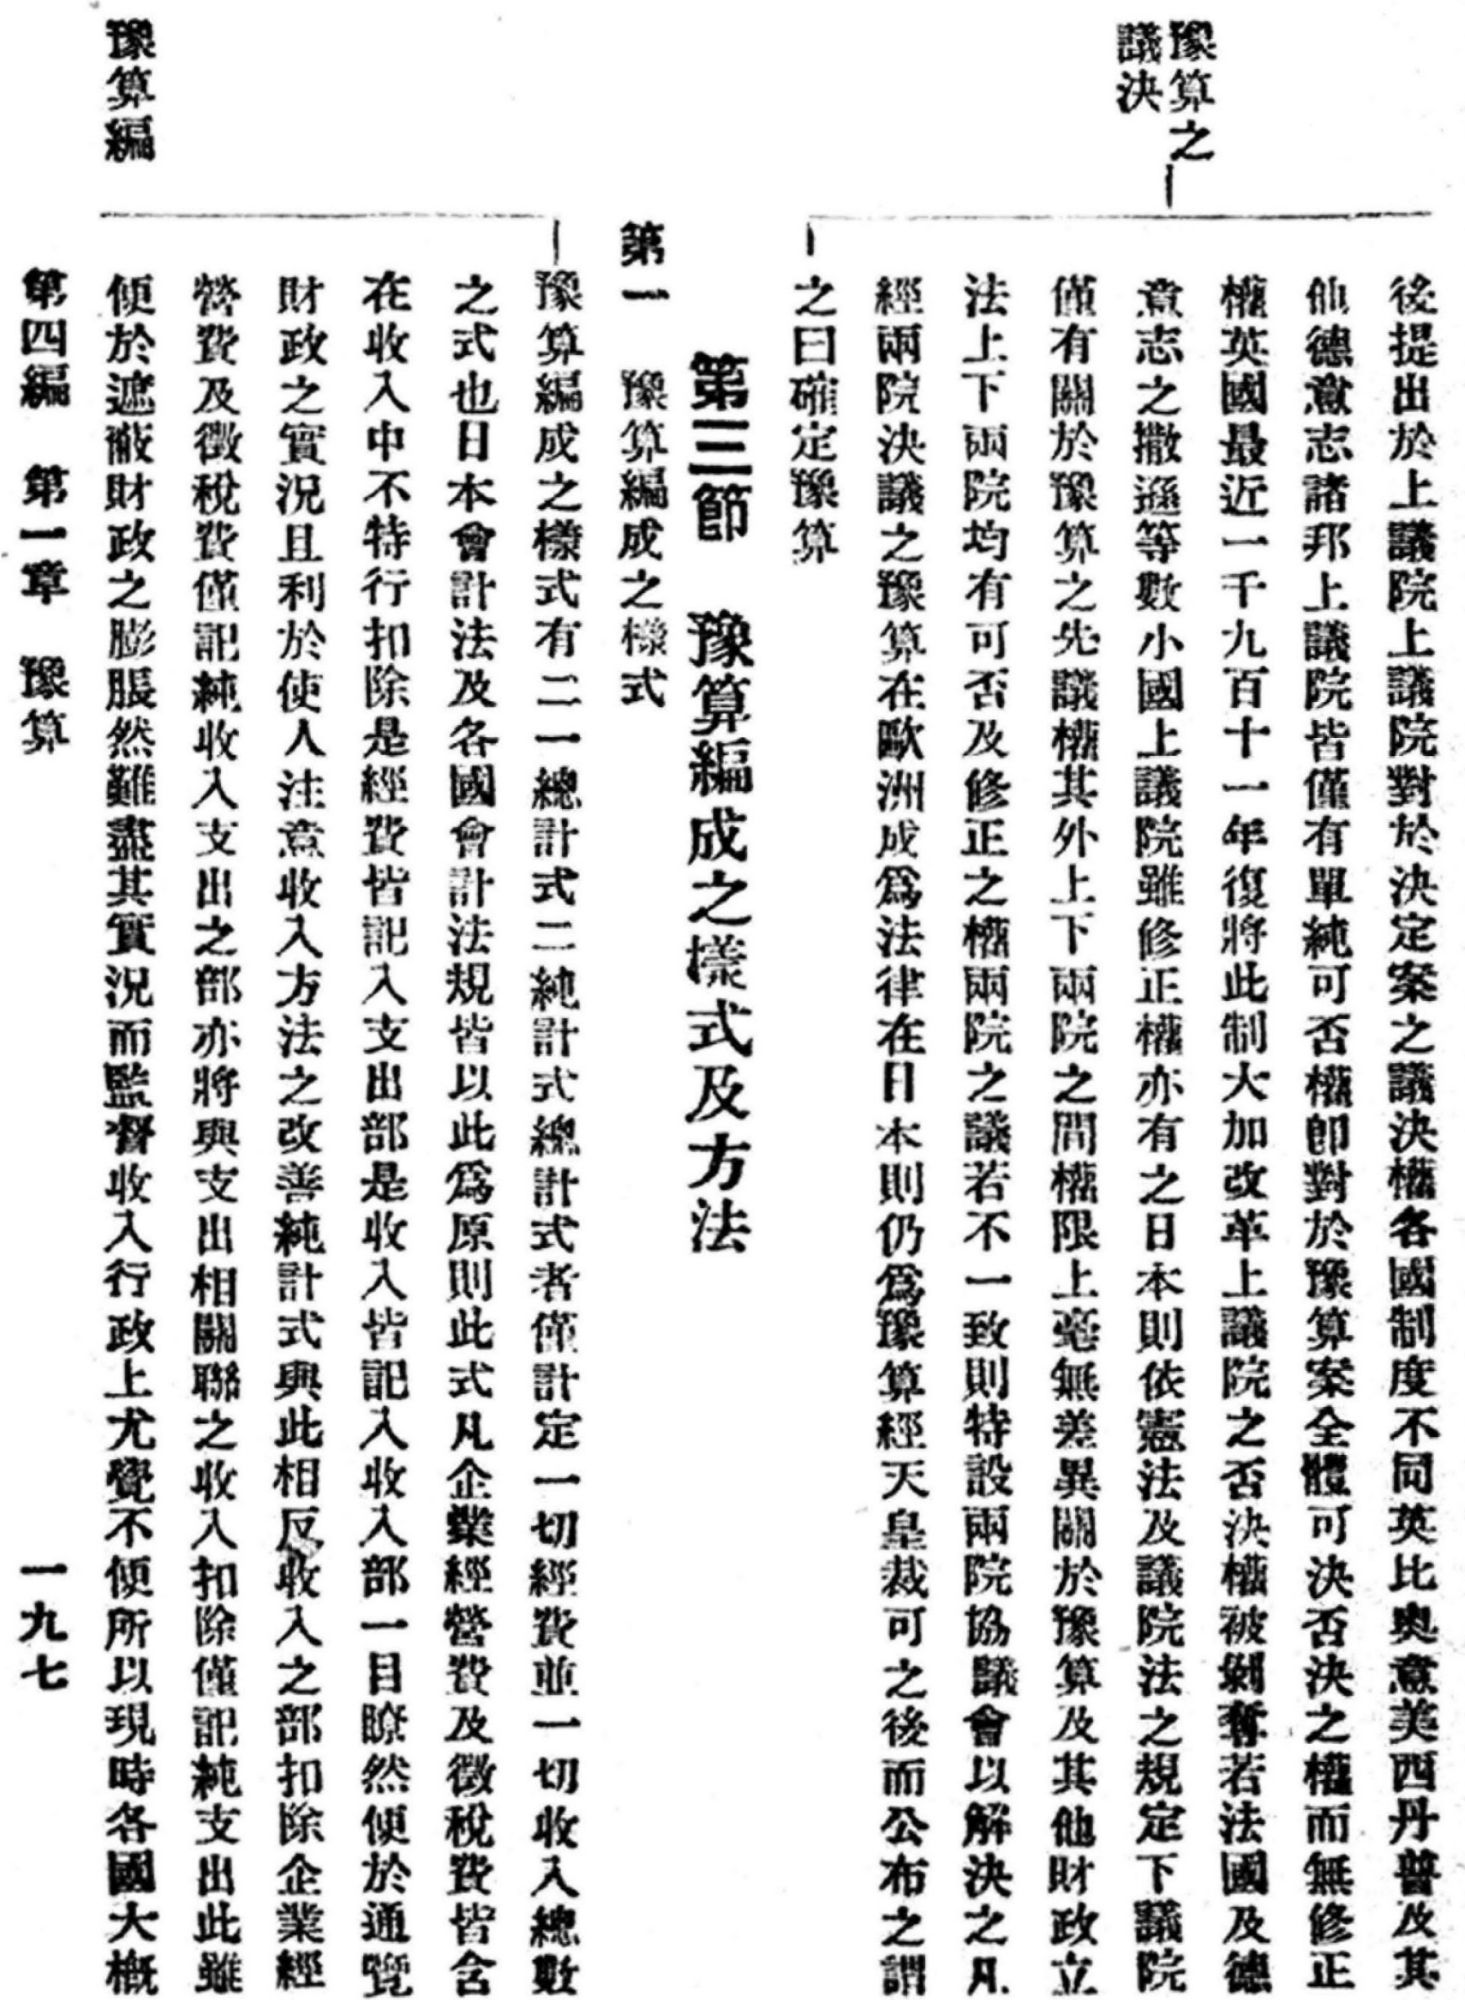 豫算之
議決
後提出於上議院上議院對於決定案之議決權各國制度不同英比奧意美西丹普及其
他德意志諸邦上議院皆僅有單純可否權卽對於豫算案全體可決否決之權而無修正
權英國最近一千九百十一年復將此制大加改革上議院之否決權被剝奪若法國及德
意志之撒遜等數小國上議院雖修正權亦有之日本則依憲法及議院法之規定下議院
僅有關於豫算之先議權其外上下兩院之間權限上毫無差異關於豫算及其他財政立
法上下兩院均有可否及修正之權兩院之議若不一致則特設兩院協議會以解決之凡
經兩院決議之豫算在歐洲成爲法律在日本則仍爲豫算經天皇裁可之後而公布之謂
之曰確定豫算
第三節　豫算編成之樣式及方法
第一　豫算編成之樣式
豫算編成之樣式有二一總計式二純計式總計式者僅計定一切經費並一切收入總數
之式也日本會計法及各國會計法規皆以此爲原則此式凡企業經營費及徵稅費皆含
在收入中不特行扣除是經費皆記入支出部是收入皆記入收入部一目瞭然便於通覽
財政之實況且利於使人注意收入方法之改善純計式與此相反收入之部扣除企業經
營費及徵稅費僅記純收入支出之部亦將與支出相關聯之收入扣除僅記純支出此雖
便於遮蔽財政之膨脹然難盡其實況而監督收入行政上尤覺不便所以現時各國大概
豫算編
第四編　第一章　豫算
一九七